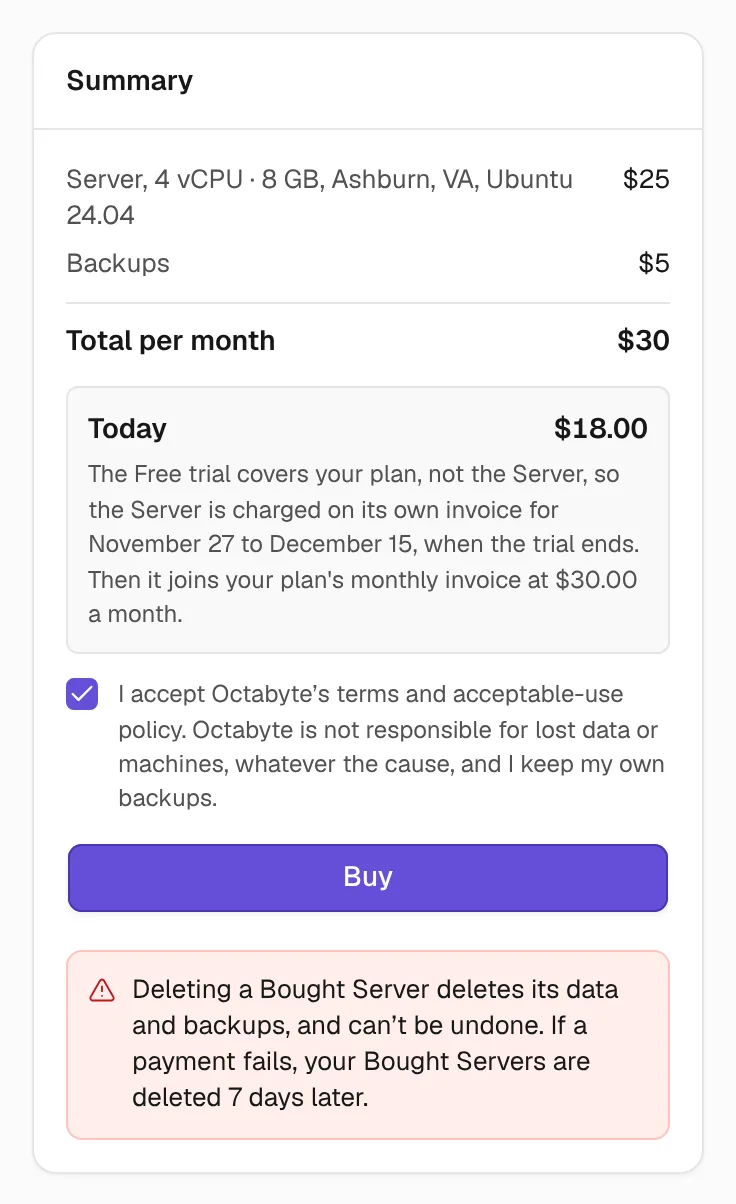 Summary
Server, 4 vCPU · 8 GB, Ashburn, VA, Ubuntu $25
24.04
Backups $5
Total per month $30
Today $18.00
The Free trial covers your plan, not the Server, so
the Server is charged on its own invoice for
November 27 to December 15, when the trial ends.
Then it joins your plan's monthly invoice at $30.00
a month.
I accept Octabyte’s terms and acceptable-use
policy. Octabyte is not responsible for lost data or
machines, whatever the cause, and I keep my own
backups.
Buy
Deleting a Bought Server deletes its data
and backups, and can’t be undone. If a
payment fails, your Bought Servers are
deleted 7 days later.